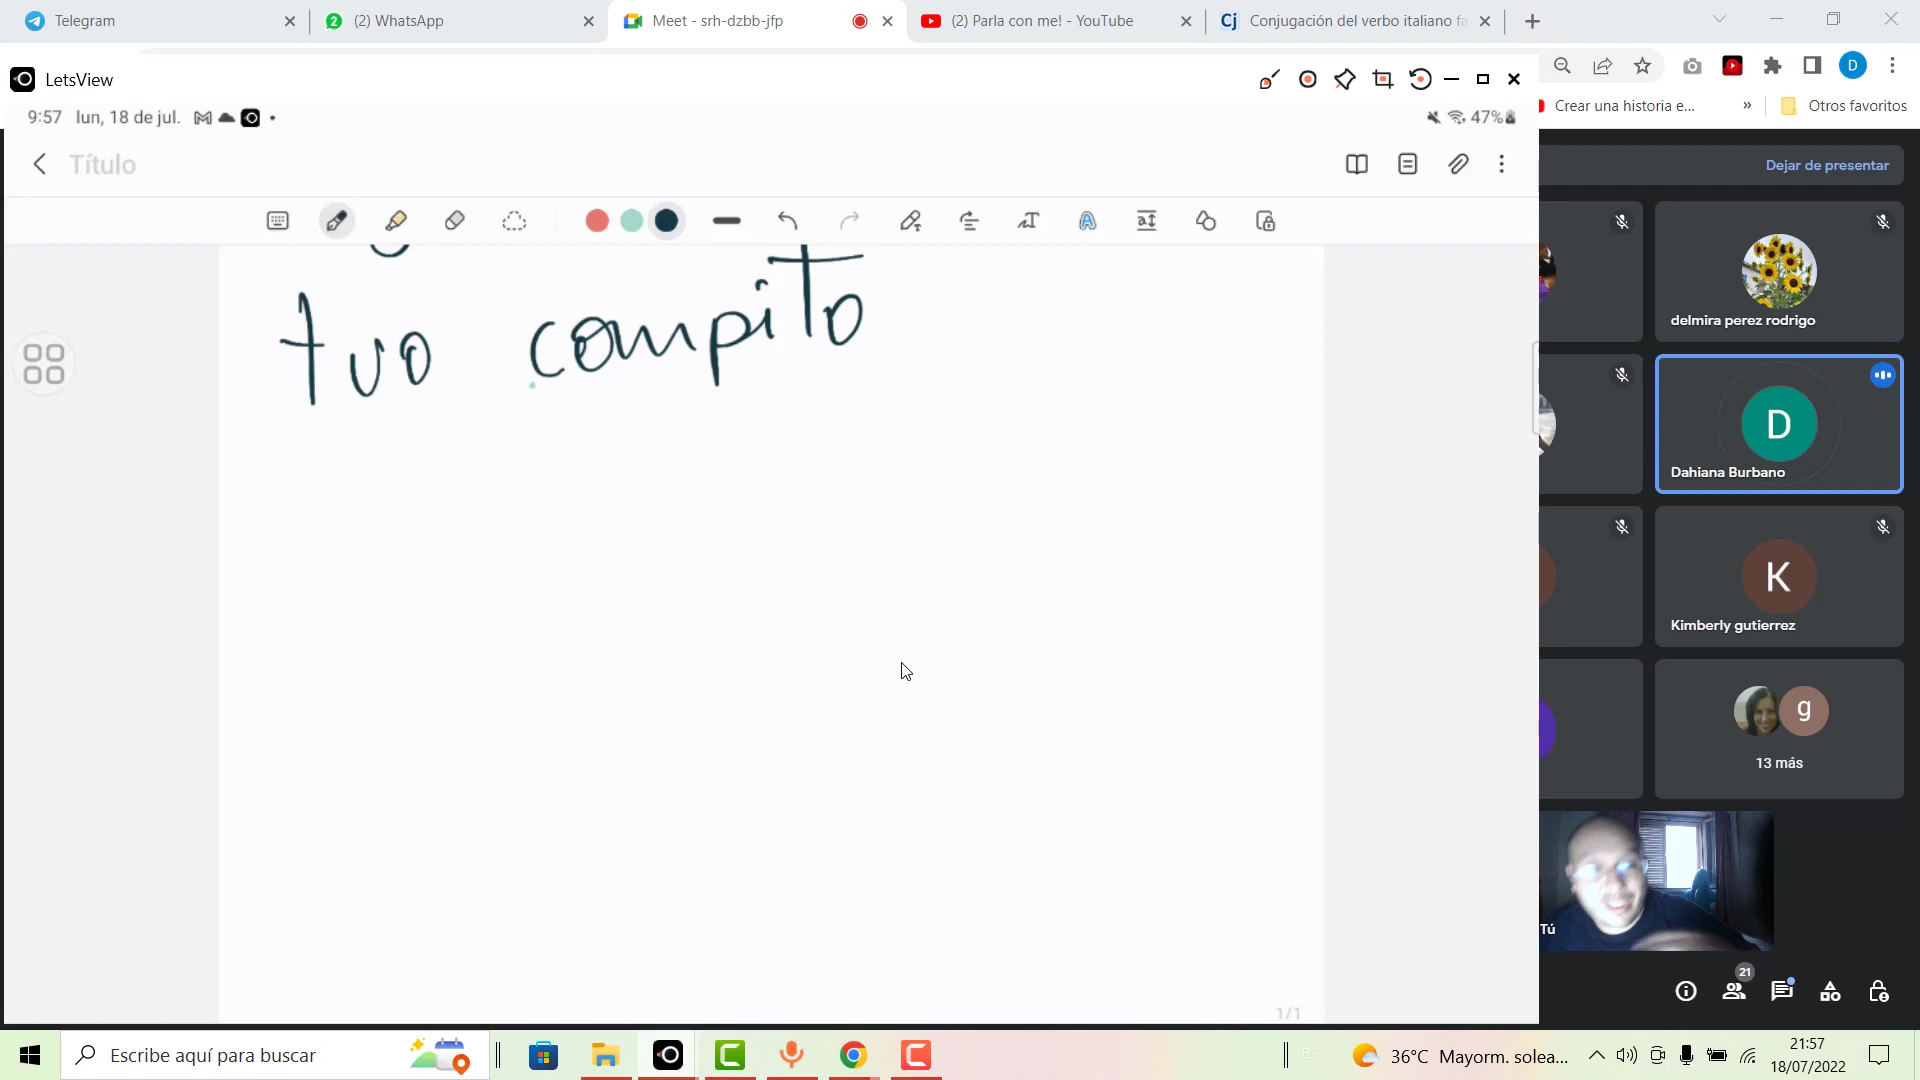 Telegram
(2) WhatsApp
Meet - srh-dzbb-jfp
(2) Parla con me! - YouTube
Cj Conjugación del verbo italiano fa
LetsView
D
Crear una historia e...
»
Otros favoritos
9:57 lun, 18 de jul.
47%
Título
Dejar de presentar
tuo compito
delmira perez rodrigo
D
Dahiana Burbano
K
Kimberly gutierrez
g
13 más
Tú
21
1/1
Escribe aquí para buscar
36°C Mayorm. solea...
21:57
18/07/2022